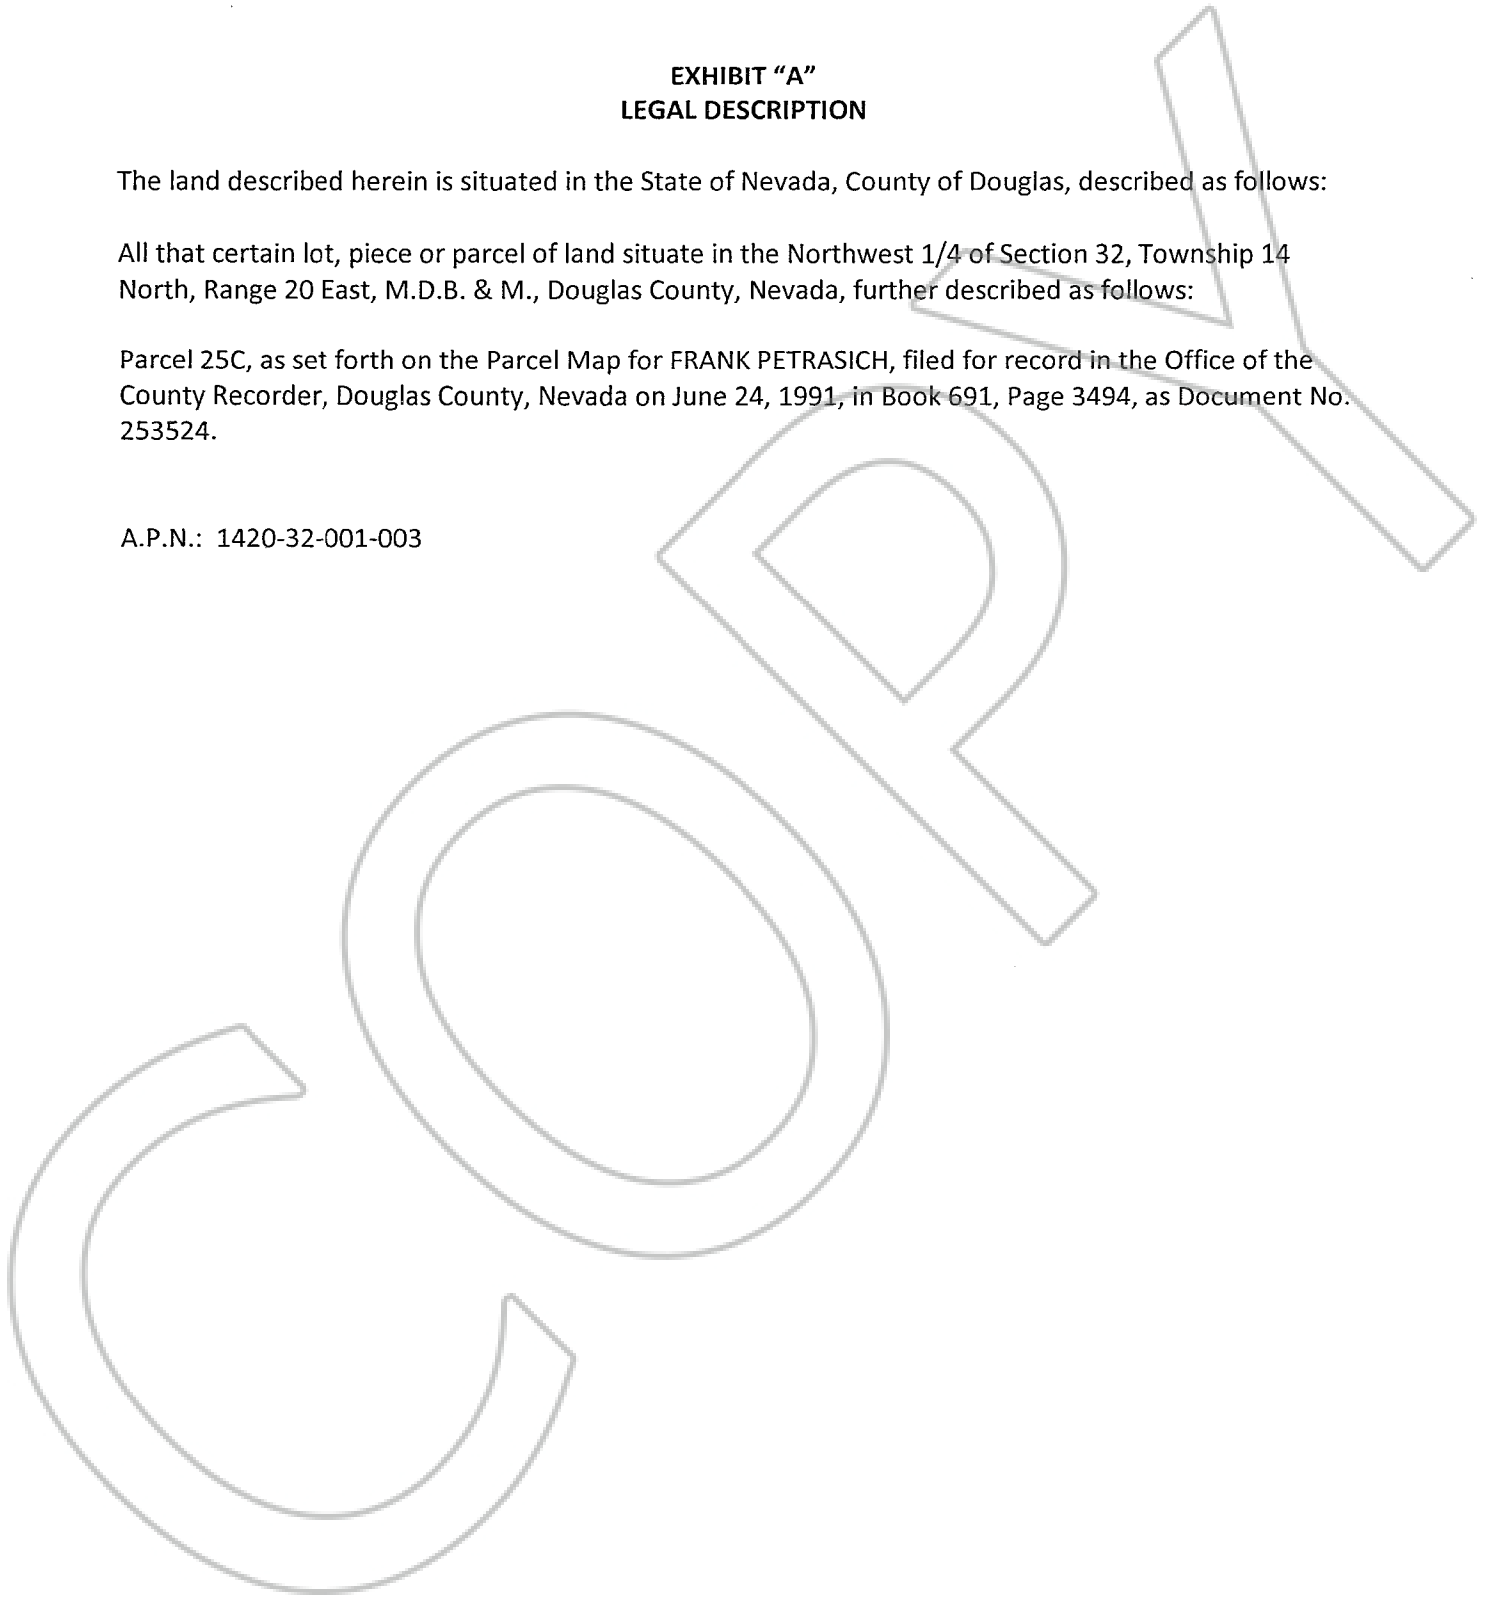 EXHIBIT “A”
LEGAL DESCRIPTION
The land described herein is situated in the State of Nevada, County of Douglas, described as follows:
All that certain lot, piece or parcel of land situate in the Northwest 1/4 of Section 32, Township 14
North, Range 20 East, M.D.B. & M., Douglas County, Nevada, further described as follows:
Parcel 25C, as set forth on the Parcel Map for FRANK PETRASICH, filed for record in the Office of the
County Recorder, Douglas County, Nevada on June 24, 1991, in Book 691, Page 3494, as Document No.
253524.
A.P.N.: 1420-32-001-003
COPY